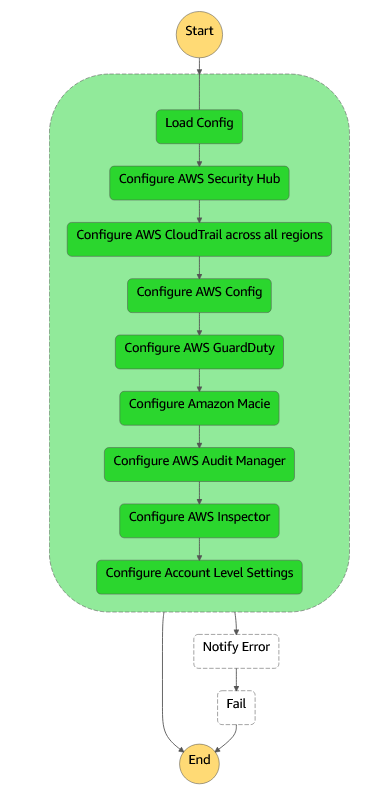 Start
Load Config
Configure AWS Security Hub
Configure AWS CloudTrail across all regions
Configure AWS Config
Configure AWS GuardDuty
Configure Amazon Macie
Configure AWS Audit Manager
Configure AWS Inspector
Configure Account Level Settings
Notify Error
Fail
End